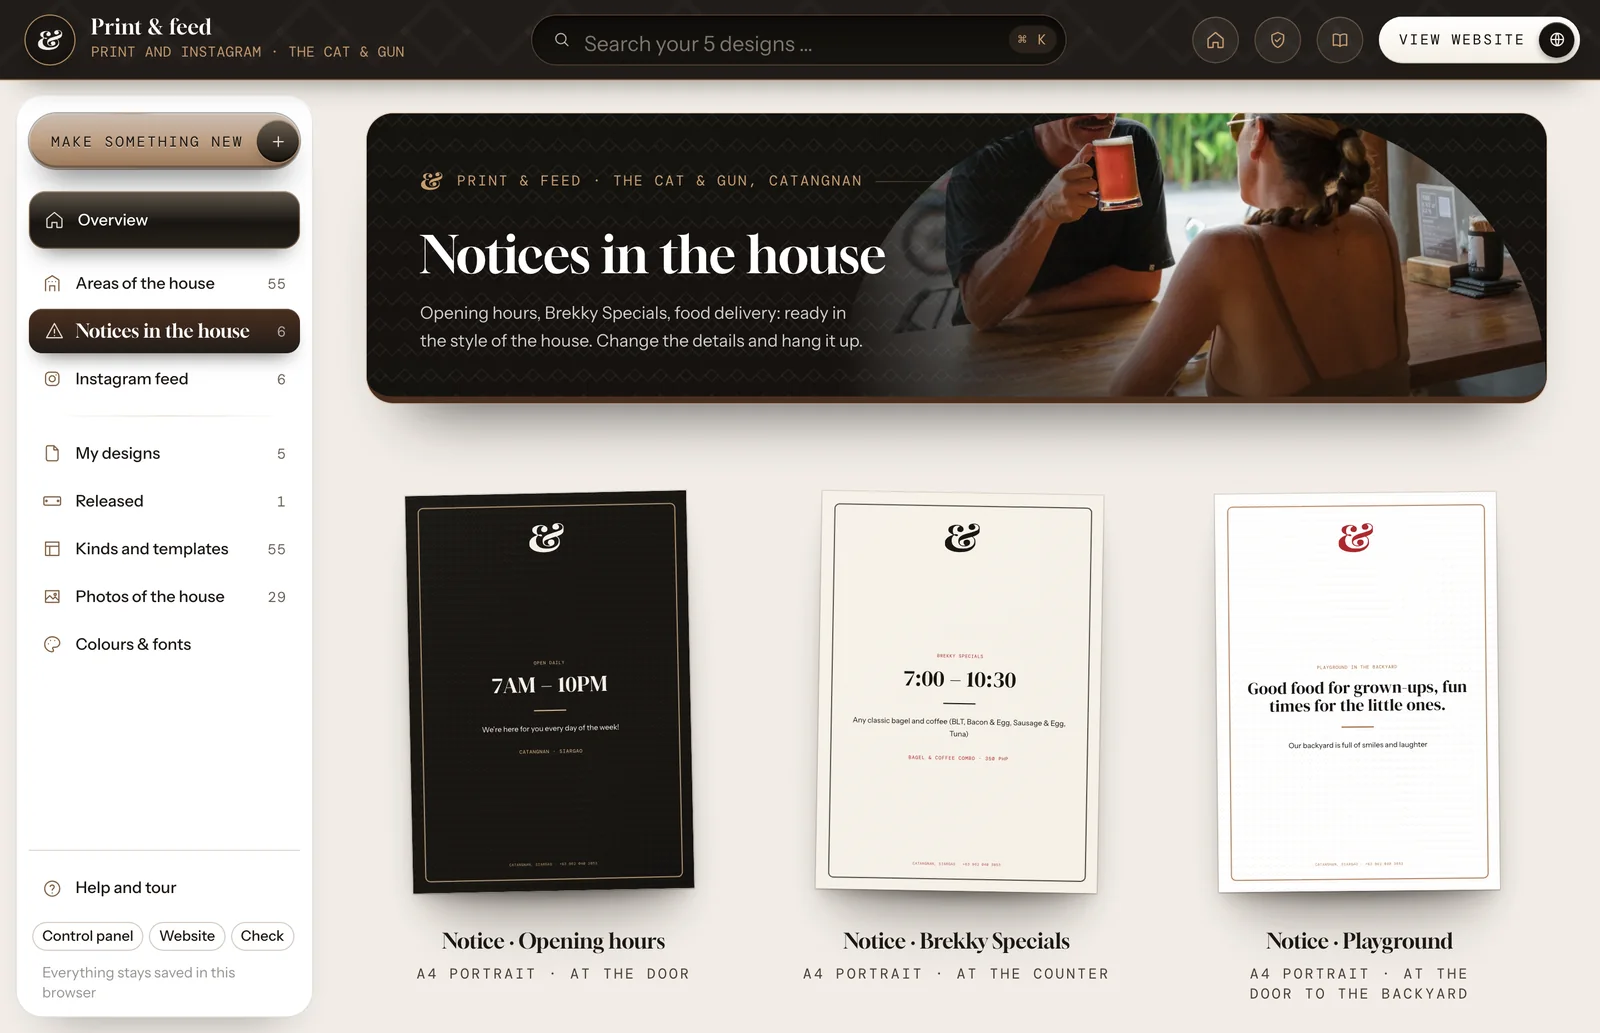 &
Print & feed
PRINT AND INSTAGRAM · THE CAT & GUN
Search your 5 designs ...
⌘ K
VIEW WEBSITE
MAKE SOMETHING NEW
Overview
Areas of the house 55
Notices in the house 6
Instagram feed 6
My designs 5
Released 1
Kinds and templates 55
Photos of the house 29
Colours & fonts
Help and tour
Control panel Website Check
Everything stays saved in this
browser
& PRINT & FEED · THE CAT & GUN, CATANGNAN
Notices in the house
Opening hours, Brekky Specials, food delivery: ready in
the style of the house. Change the details and hang it up.
&
OPEN DAILY
7AM – 10PM
We're here for you every day of the week!
CATANGNAN · SIARGAO
Notice · Opening hours
A4 PORTRAIT · AT THE DOOR
&
BREKKY SPECIALS
7:00 – 10:30
Any classic bagel and coffee (BLT, Bacon & Egg, Sausage & Egg,
Tuna)
BAGEL & COFFEE COMBO · 350 PHP
CATANGNAN, SIARGAO
Notice · Brekky Specials
A4 PORTRAIT · AT THE COUNTER
&
PLAYGROUND IN THE BACKYARD
Good food for grown-ups, fun
times for the little ones.
Our backyard is full of smiles and laughter
CATANGNAN, SIARGAO
Notice · Playground
A4 PORTRAIT · AT THE
DOOR TO THE BACKYARD